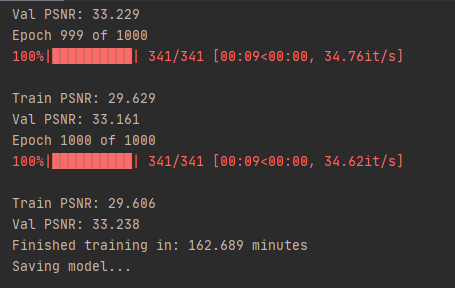 Val PSNR: 33.229
Epoch 999 of 1000
100%|██████████| 341/341 [00:09<00:00, 34.76it/s]
Train PSNR: 29.629
Val PSNR: 33.161
Epoch 1000 of 1000
100%|██████████| 341/341 [00:09<00:00, 34.62it/s]
Train PSNR: 29.606
Val PSNR: 33.238
Finished training in: 162.689 minutes
Saving model...